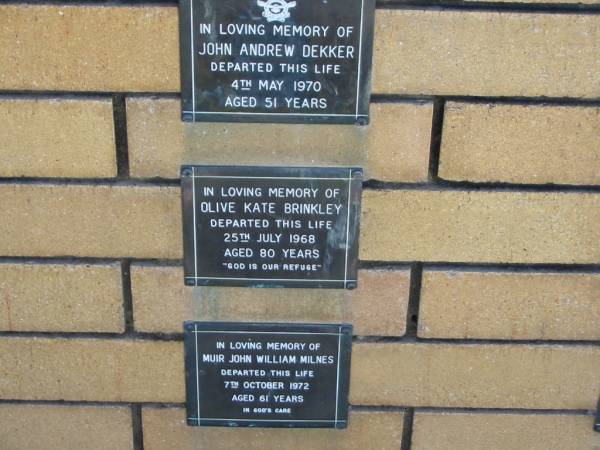 IN LOVING MEMORY OF
JOHN ANDREW DEKKER
DEPARTED THIS LIFE
4TH MAY 1970
AGED 51 YEARS
IN LOVING MEMORY OF
OLIVE KATE BRINKLEY
DEPARTED THIS LIFE
25TH JULY 1968
AGED 80 YEARS
"GOD IS OUR REFUGE"
IN LOVING MEMORY OF
MUIR JOHN WILLIAM MILNES
DEPARTED THIS LIFE
7TH OCTOBER 1972
AGED 61 YEARS
IN GOD'S CARE